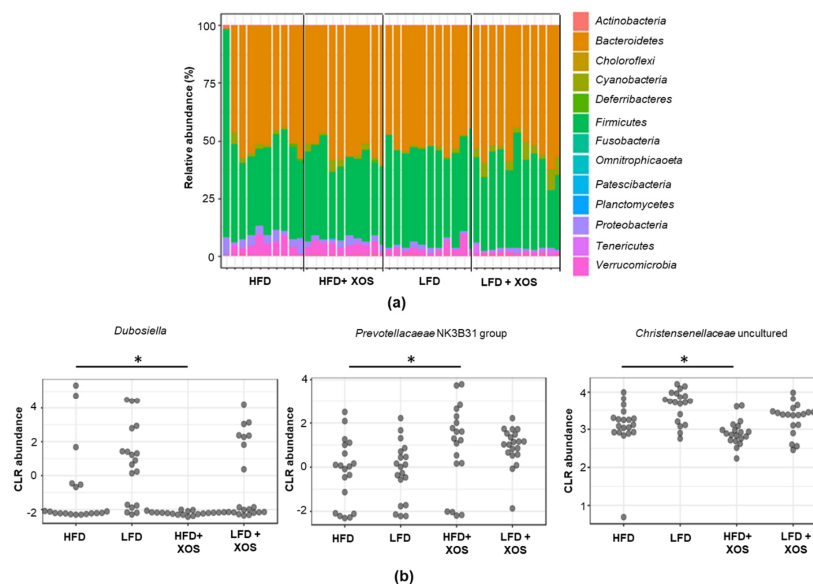 100
75
50
25
0
Relative abundance (%)
HFD
HFD+ XOS
LFD
LFD + XOS
Actinobacteria
Bacteroidetes
Choloroflexi
Cyanobacteria
Deferribacteres
Firmicutes
Fusobacteria
Omnitrophicaoeta
Patescibacteria
Planctomycetes
Proteobacteria
Tenericutes
Verrucomicrobia
(a)
Dubosiella
*
CLR abundance
4
2
0
-2
HFD
LFD
HFD+
XOS
LFD +
XOS
Prevotellacaeae NK3B31 group
*
CLR abundance
4
2
0
-2
HFD
LFD
HFD+
XOS
LFD +
XOS
Christensenellaceae uncultured
*
CLR abundance
4
3
2
1
HFD
LFD
HFD+
XOS
LFD +
XOS
(b)